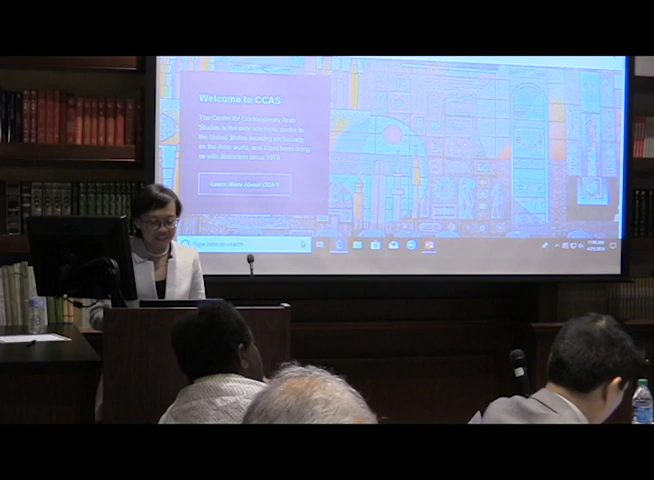 Welcome to CCAS
The Center for Contemporary Arab
Studies is the only academic center in
the United States focusing exclusively
on the Arab world, and it has been doing
so with distinction since 1975.
Learn More About CCAS
Type here to search